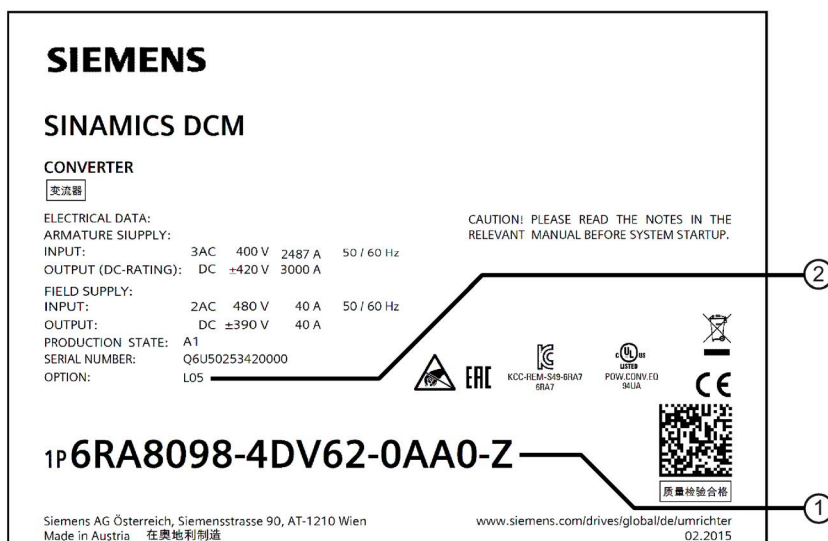 SIEMENS
SINAMICS DCM
CONVERTER
变流器
ELECTRICAL DATA:
ARMATURE SIUPPLY:
INPUT: 3AC 400 V 2487 A 50 / 60 Hz
OUTPUT (DC-RATING): DC ±420 V 3000 A
FIELD SUPPLY:
INPUT: 2AC 480 V 40 A 50 / 60 Hz
OUTPUT: DC ±390 V 40 A
PRODUCTION STATE: A1
SERIAL NUMBER: Q6U50253420000
OPTION: L05
CAUTION! PLEASE READ THE NOTES IN THE
RELEVANT MANUAL BEFORE SYSTEM STARTUP.
2
EAC
KCC-REM-S49-6RA7
6RA7
c UL us
LISTED
POW.CONV.EQ
94UA
CE
1P 6RA8098-4DV62-0AA0-Z
质量检验合格
1
Siemens AG Österreich, Siemensstrasse 90, AT-1210 Wien
Made in Austria 在奥地利制造
www.siemens.com/drives/global/de/umrichter
02.2015